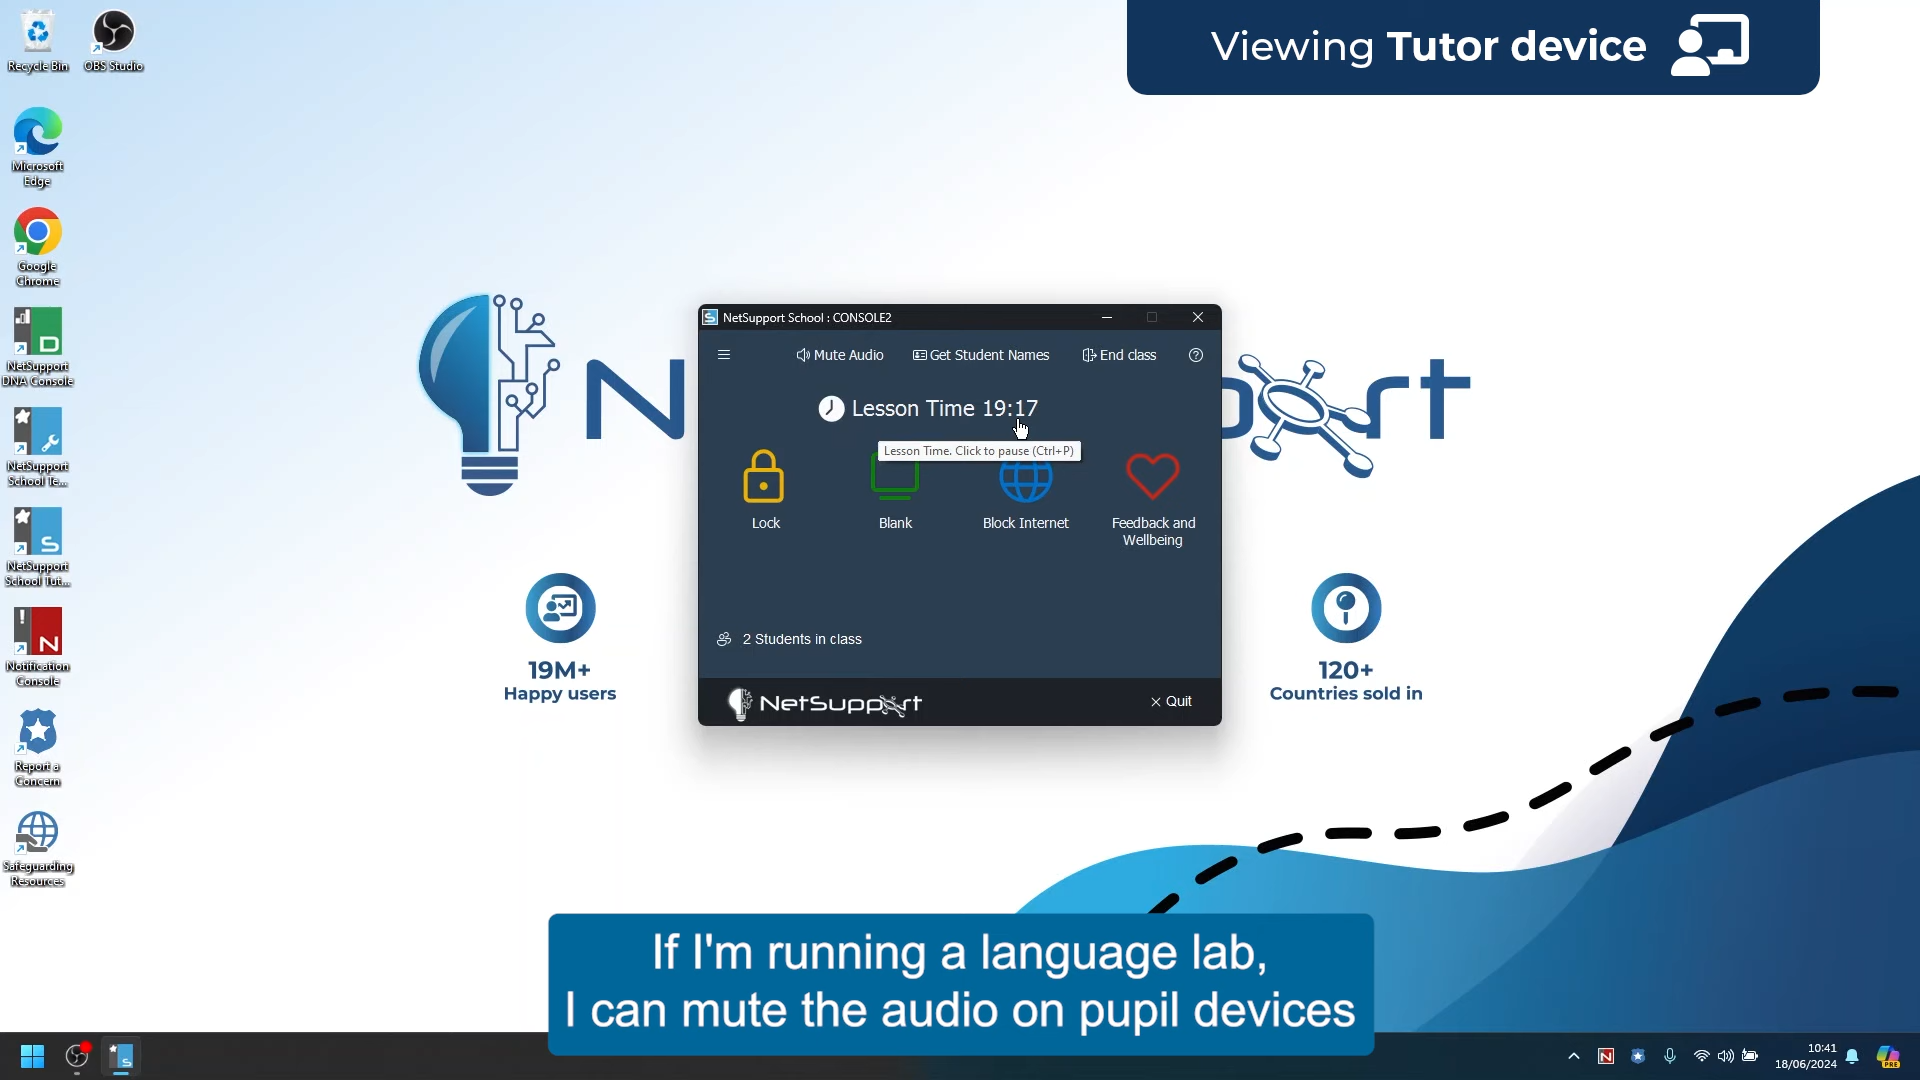 Viewing Tutor device
Recycle Bin
OBS Studio
Microsoft
Edge
Google
Chrome
NetSupport
DNA Console
NetSupport
School Te...
NetSupport
School Tut...
Notification
Console
Report a
Concern
Safeguarding
Resources
NetSupport School : CONSOLE2
Mute Audio
Get Student Names
End class
Lesson Time 19:17
Lesson Time. Click to pause (Ctrl+P)
Lock
Blank
Block Internet
Feedback and
Wellbeing
2 Students in class
NetSupport
Quit
19M+
Happy users
120+
Countries sold in
If I'm running a language lab,
I can mute the audio on pupil devices
10:41
18/06/2024